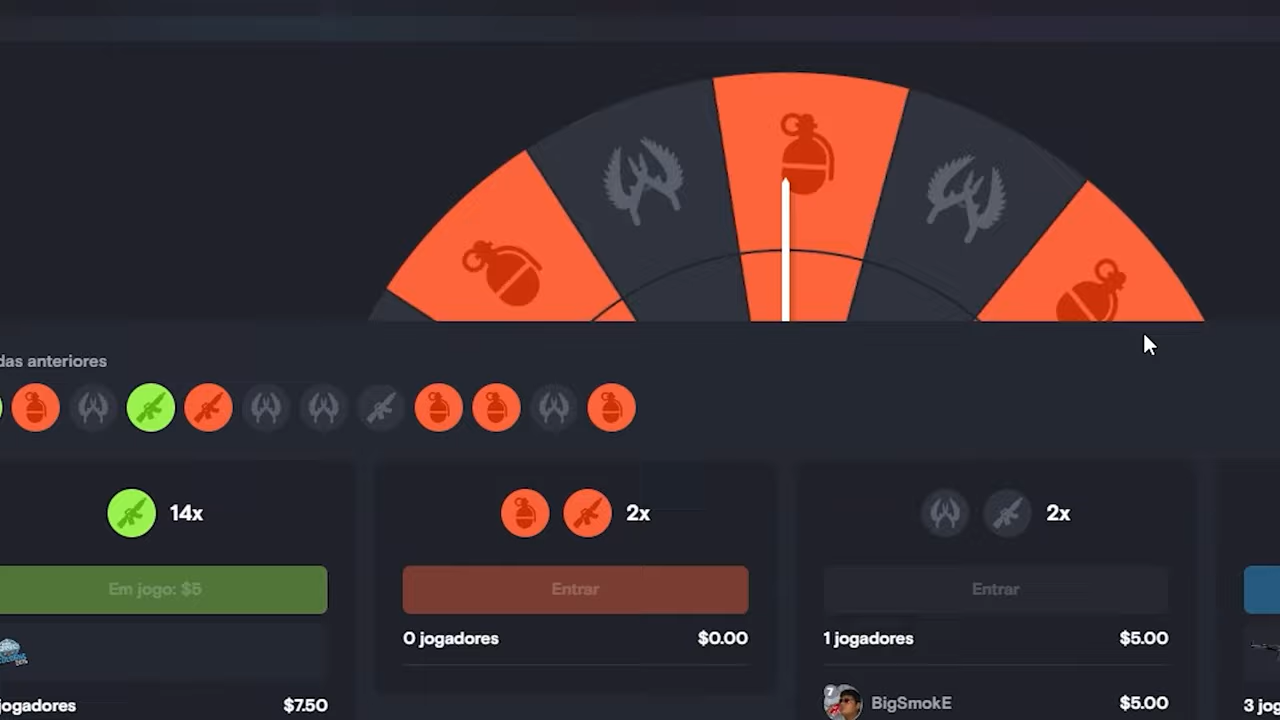 das anteriores
14x
2x
2x
Em jogo: $5
Entrar
Entrar
0 jogadores $0.00
1 jogadores $5.00
jogadores $7.50
7 BigSmokE $5.00
3 jog